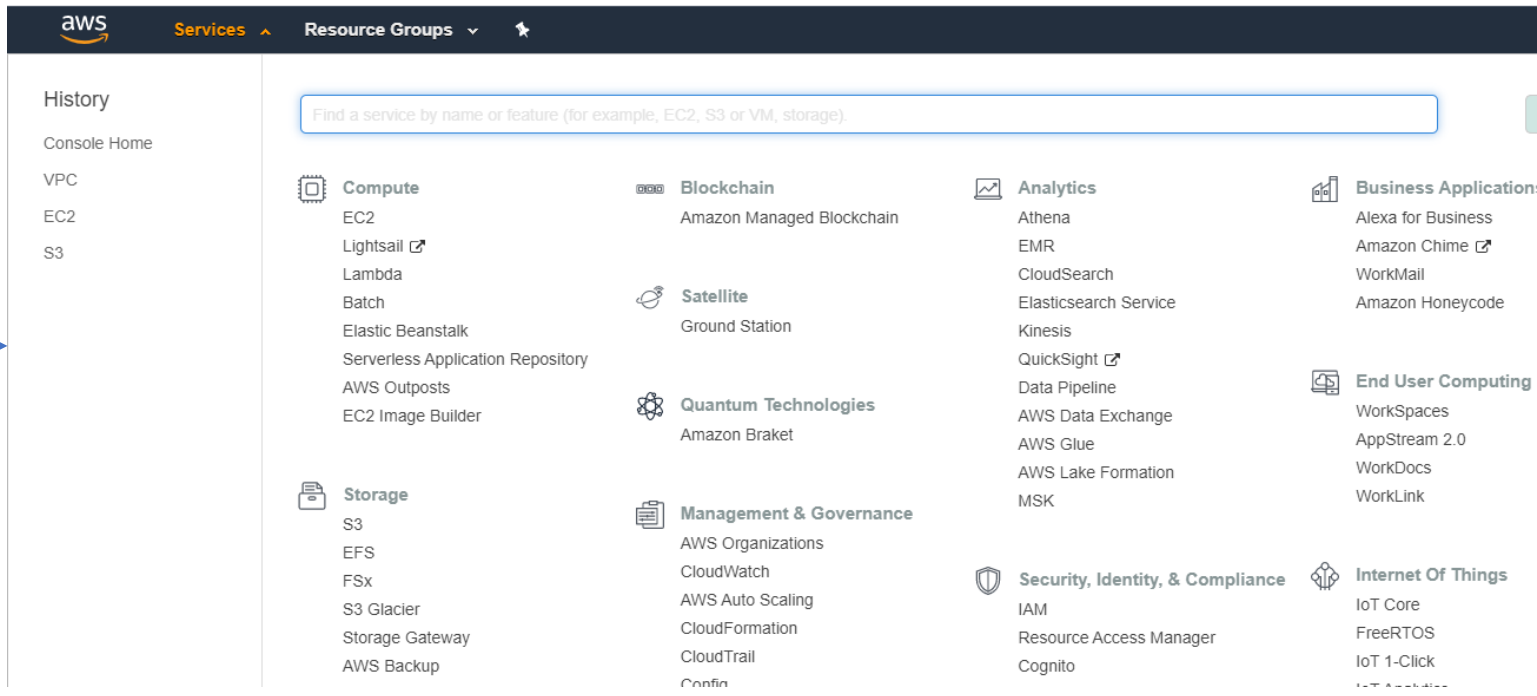 aws
Services
Resource Groups
History
Console Home
VPC
EC2
S3
Find a service by name or feature (for example, EC2, S3 or VM, storage).
Compute
EC2
Lightsail
Lambda
Batch
Elastic Beanstalk
Serverless Application Repository
AWS Outposts
EC2 Image Builder
Storage
S3
EFS
FSx
S3 Glacier
Storage Gateway
AWS Backup
Blockchain
Amazon Managed Blockchain
Satellite
Ground Station
Quantum Technologies
Amazon Braket
Management & Governance
AWS Organizations
CloudWatch
AWS Auto Scaling
CloudFormation
CloudTrail
Config
Analytics
Athena
EMR
CloudSearch
Elasticsearch Service
Kinesis
QuickSight
Data Pipeline
AWS Data Exchange
AWS Glue
AWS Lake Formation
MSK
Security, Identity, & Compliance
IAM
Resource Access Manager
Cognito
Business Applications
Alexa for Business
Amazon Chime
WorkMail
Amazon Honeycode
End User Computing
WorkSpaces
AppStream 2.0
WorkDocs
WorkLink
Internet Of Things
IoT Core
FreeRTOS
IoT 1-Click
IoT Analytics